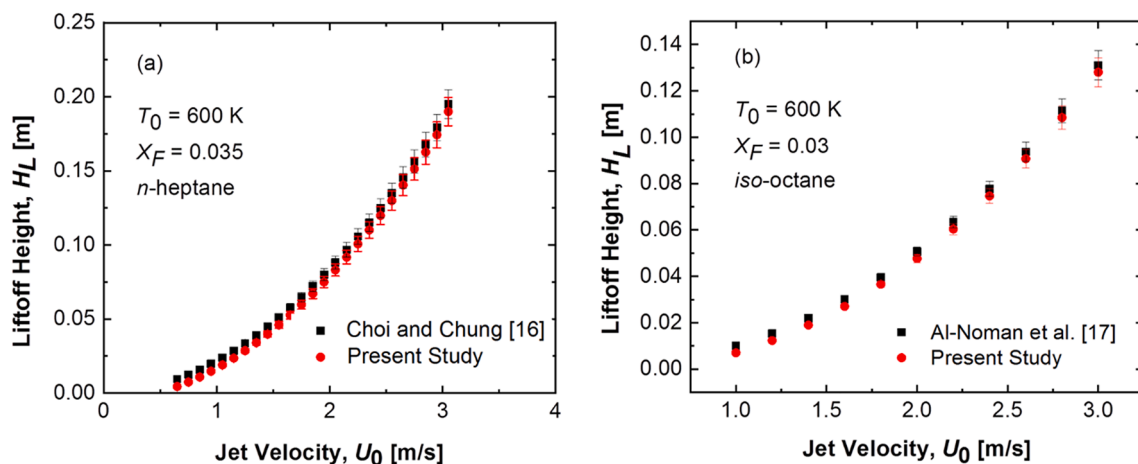 (a)
T₀ = 600 K
X_F = 0.035
n-heptane
Choi and Chung [16]
Present Study
Liftoff Height, H_L [m]
0.25
0.20
0.15
0.10
0.05
0.00
0 1 2 3 4
Jet Velocity, U₀ [m/s]
(b)
T₀ = 600 K
X_F = 0.03
iso-octane
Al-Noman et al. [17]
Present Study
Liftoff Height, H_L [m]
0.14
0.12
0.10
0.08
0.06
0.04
0.02
0.00
1.0 1.5 2.0 2.5 3.0
Jet Velocity, U₀ [m/s]